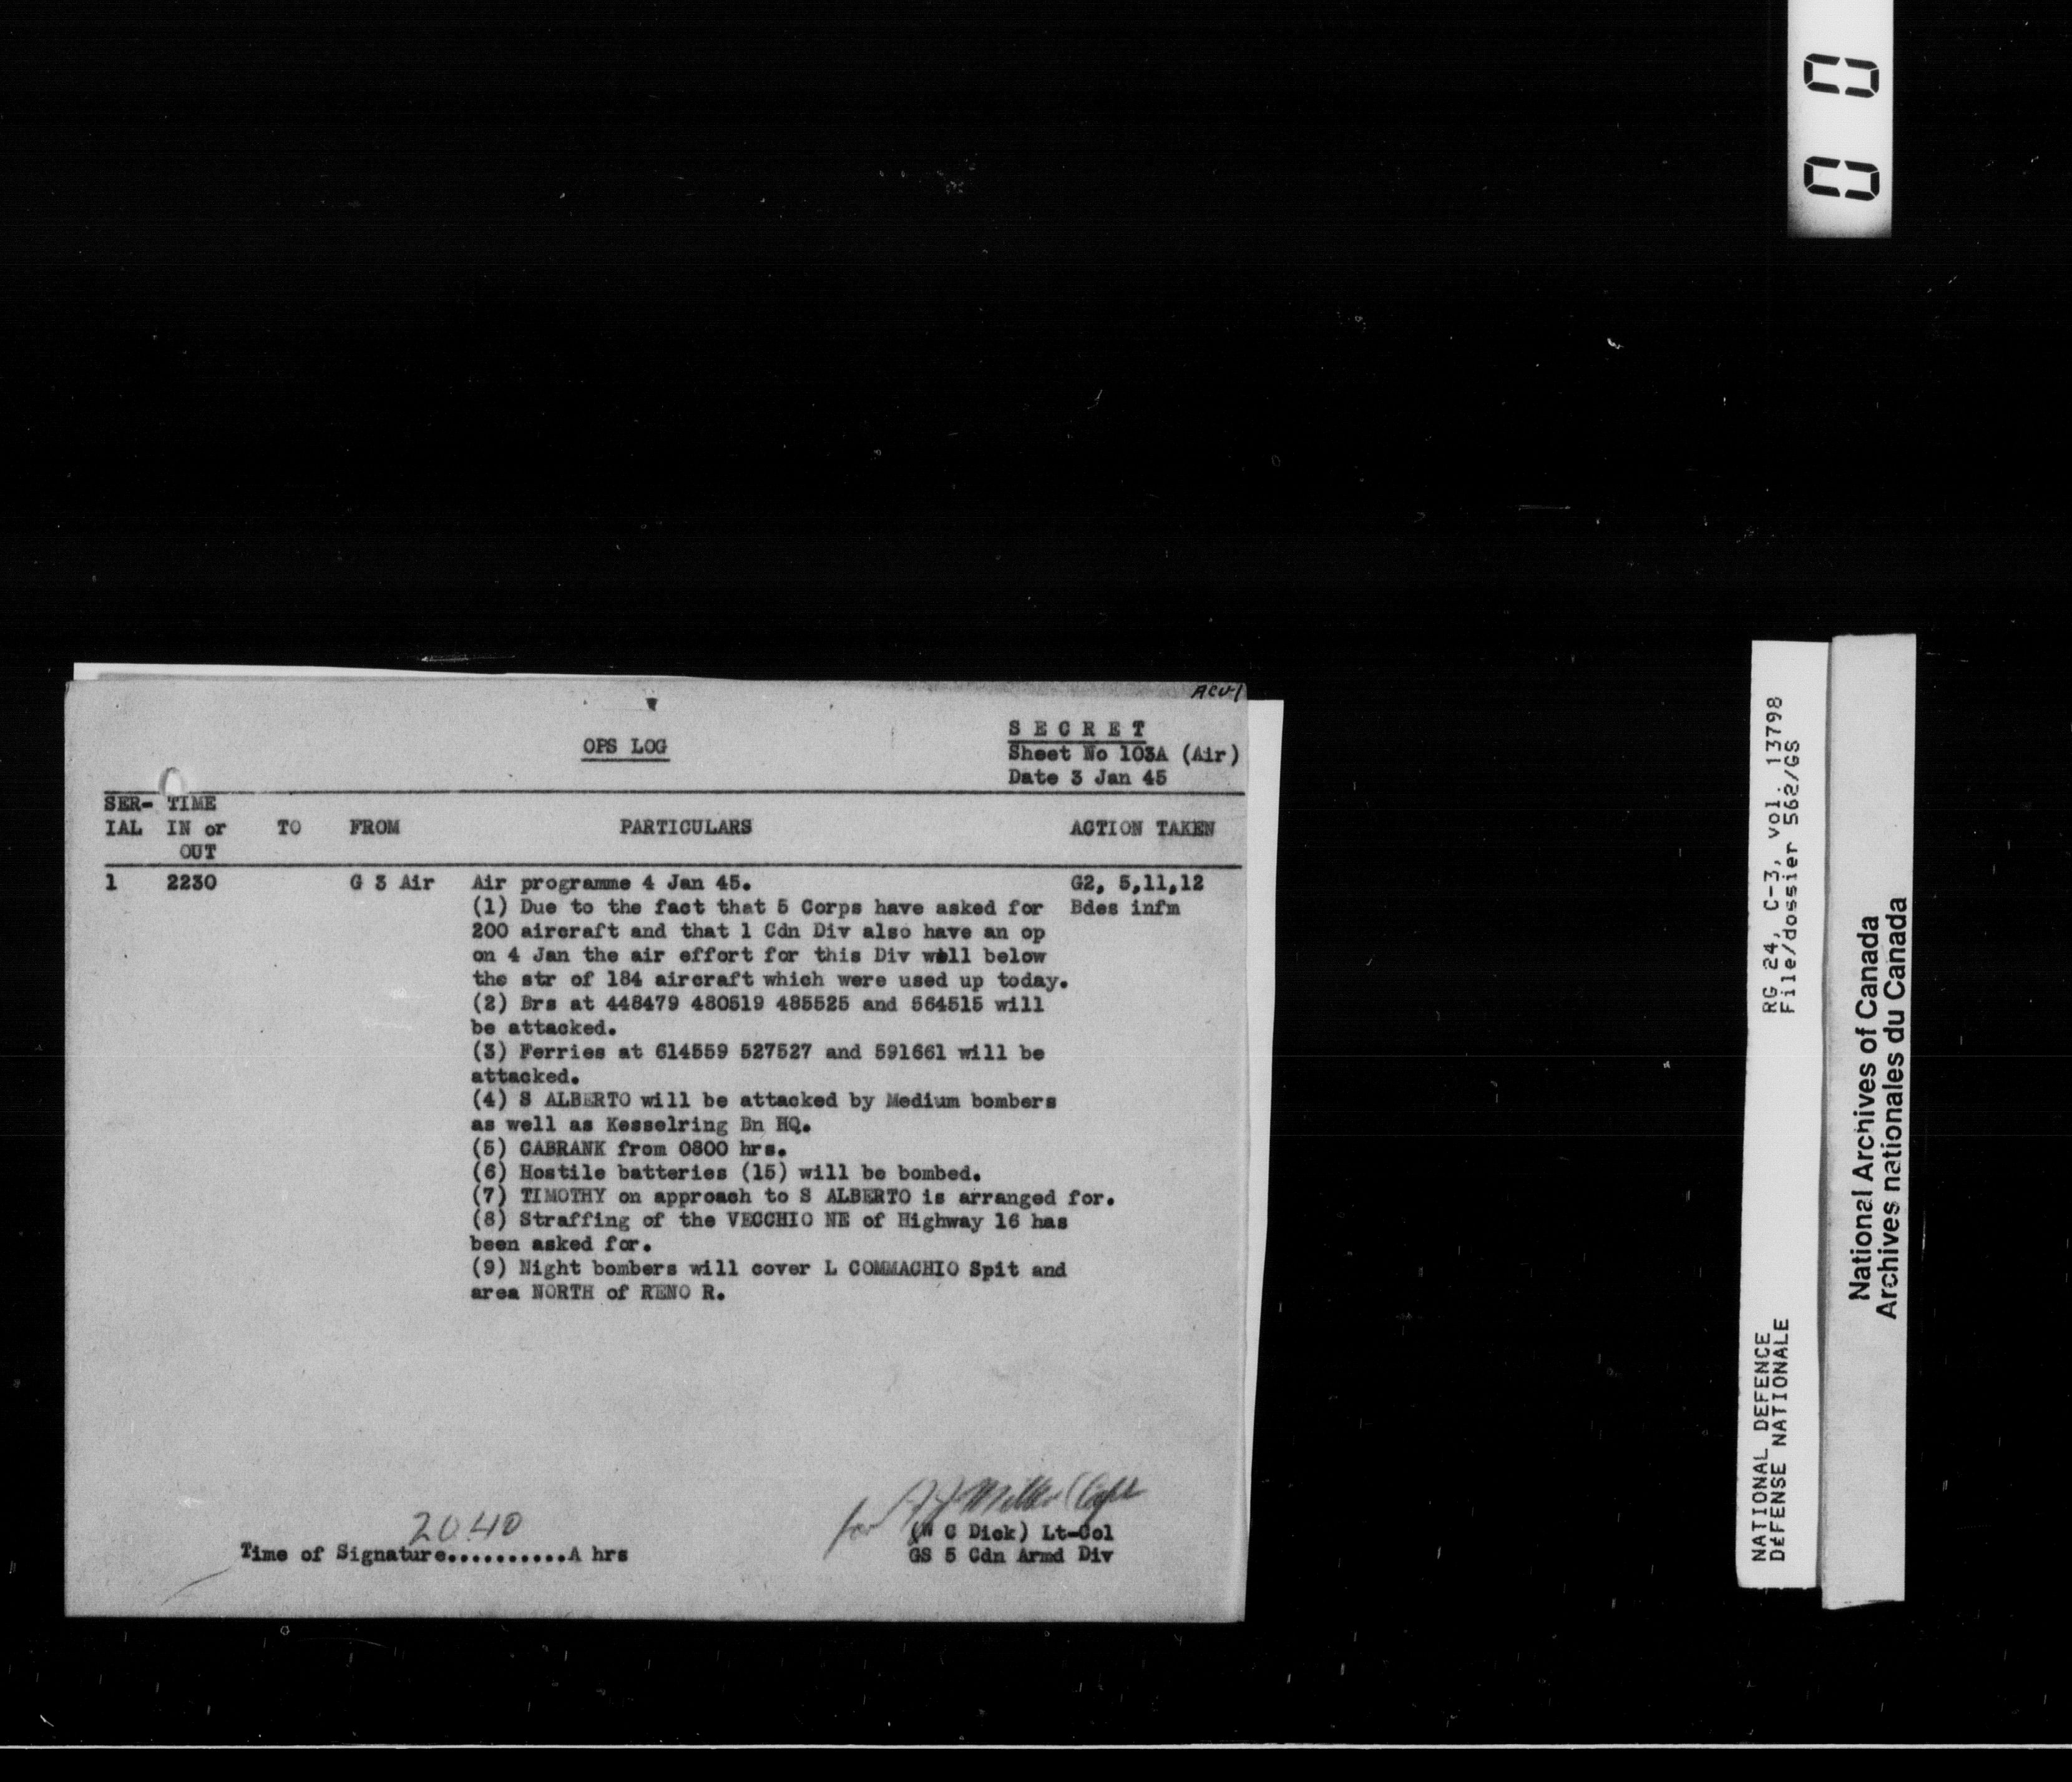 0 0
ACU-1
OPS LOG
S E C R E T
Sheet No 103A (Air)
Date 3 Jan 45
SER- TIME
IAL IN or TO FROM PARTICULARS ACTION TAKEN
OUT
1 2230 G 3 Air Air programme 4 Jan 45. G2, 5,11,12
(1) Due to the fact that 5 Corps have asked for Bdes infm
200 aircraft and that 1 Cdn Div also have an op
on 4 Jan the air effort for this Div will below
the str of 184 aircraft which were used up today.
(2) Brs at 448479 480519 485525 and 564515 will
be attacked.
(3) Ferries at 614559 527527 and 591661 will be
attacked.
(4) S ALBERTO will be attacked by Medium bombers
as well as Kesselring Bn HQ.
(5) CABRANK from 0800 hrs.
(6) Hostile batteries (15) will be bombed.
(7) TIMOTHY on approach to S ALBERTO is arranged for.
(8) Straffing of the VECCHIO NE of Highway 16 has
been asked for.
(9) Night bombers will cover L COMMACHIO Spit and
area NORTH of RENO R.
2040
Time of Signature..........A hrs
for Miller Capt
C Dick) Lt-Col
GS 5 Cdn Armd Div
RG 24, C-3, vol. 13798
File/dossier 562/GS
NATIONAL DEFENCE
DéFENSE NATIONALE
National Archives of Canada
Archives nationales du Canada